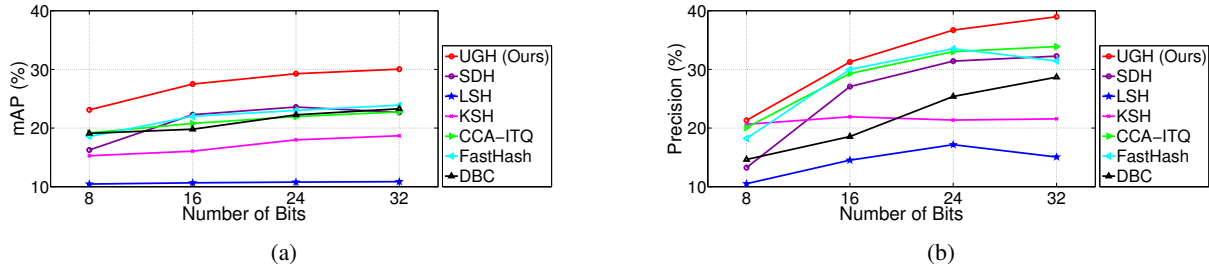 40
30
20
10
mAP (%)
8 16 24 32
Number of Bits
UGH (Ours)
SDH
LSH
KSH
CCA-ITQ
FastHash
DBC
(a)
40
30
20
10
Precision (%)
8 16 24 32
Number of Bits
UGH (Ours)
SDH
LSH
KSH
CCA-ITQ
FastHash
DBC
(b)